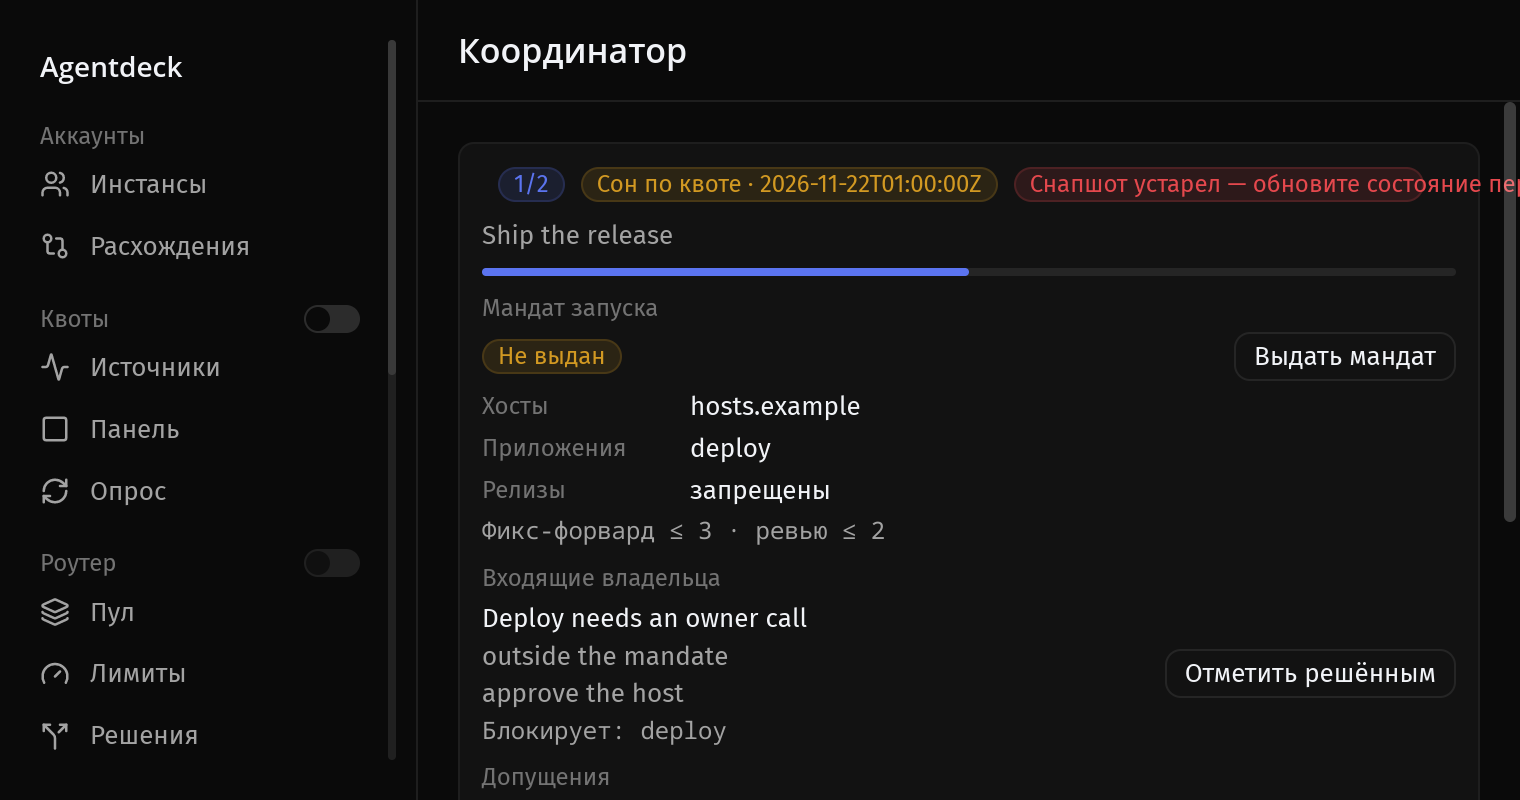 Agentdeck
Аккаунты
Инстансы
Расхождения
Квоты
Источники
Панель
Опрос
Роутер
Пул
Лимиты
Решения
Координатор
1/2
Сон по квоте · 2026-11-22T01:00:00Z
Снапшот устарел — обновите состояние
Ship the release
Мандат запуска
Не выдан
Выдать мандат
Хосты hosts.example
Приложения deploy
Релизы запрещены
Фикс-форвард ≤ 3 · ревью ≤ 2
Входящие владельца
Deploy needs an owner call
outside the mandate
approve the host
Отметить решённым
Блокирует: deploy
Допущения